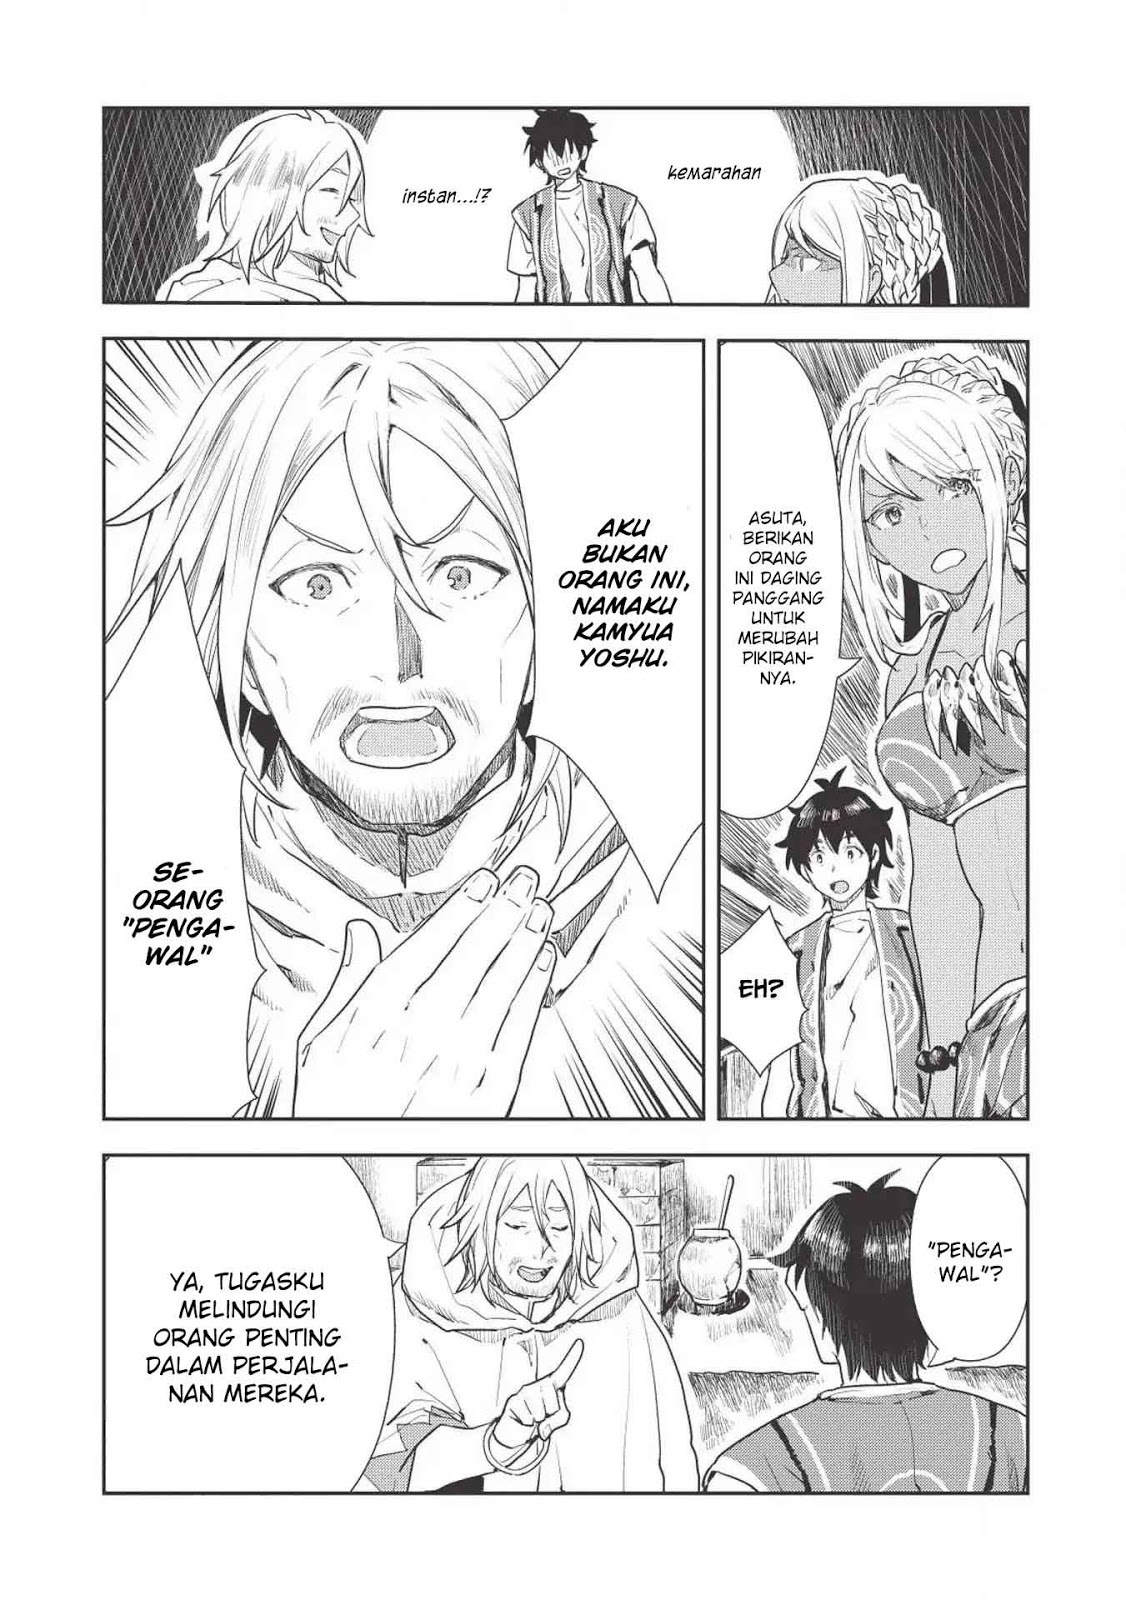 kemarahan
instan...!?
ASUTA,
BERIKAN
ORANG
INI DAGING
PANGGANG
UNTUK
MERUBAH
PIKIRAN-
NYA.
EH?
AKU
BUKAN
ORANG INI,
NAMAKU
KAMYUA
YOSHU.
SE-
ORANG
"PENGA-
WAL"
"PENGA-
WAL"?
YA, TUGASKU
MELINDUNGI
ORANG PENTING
DALAM PERJALA-
NAN MEREKA.